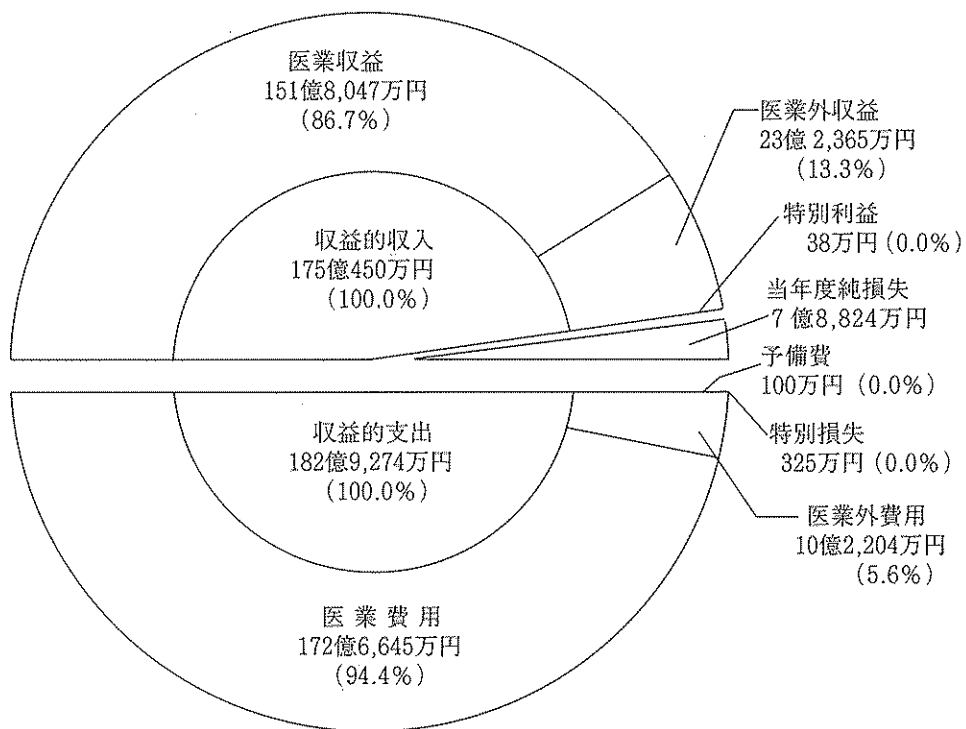 医業収益
151億8,047万円
(86.7%)
医業外収益
23億 2,365万円
(13.3%)
特別利益
38万円 (0.0%)
収益的収入
175億450万円
(100.0%)
当年度純損失
7 億8,824万円
予備費
100万円 (0.0%)
特別損失
325万円 (0.0%)
収益的支出
182億9,274万円
(100.0%)
医業外費用
10億2,204万円
(5.6%)
医 業 費 用
172億6,645万円
(94.4%)